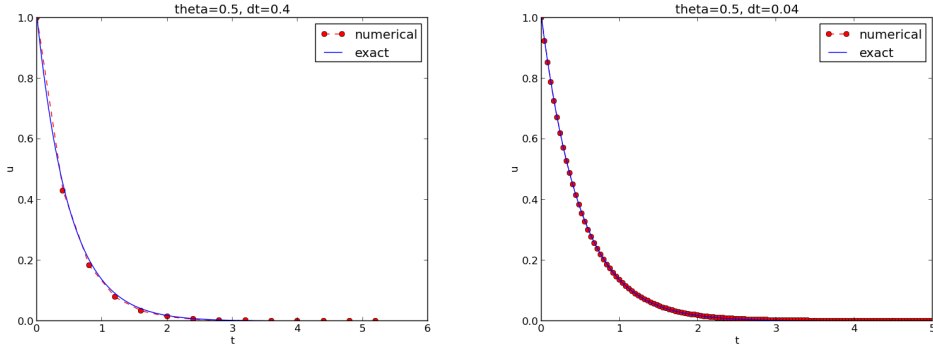 theta=0.5, dt=0.4
1.0
0.8
0.6
0.4
0.2
0.0
u
0 1 2 3 4 5 6
t
numerical
exact
theta=0.5, dt=0.04
1.0
0.8
0.6
0.4
0.2
0.0
u
0 1 2 3 4 5
t
numerical
exact